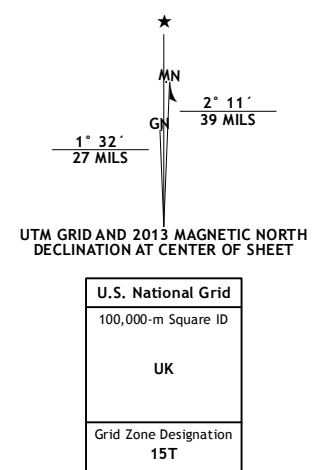 ★
MN
GN
2° 11´
39 MILS
1° 32´
27 MILS
UTM GRID AND 2013 MAGNETIC NORTH
DECLINATION AT CENTER OF SHEET
U.S. National Grid
100,000-m Square ID
UK
Grid Zone Designation
15T